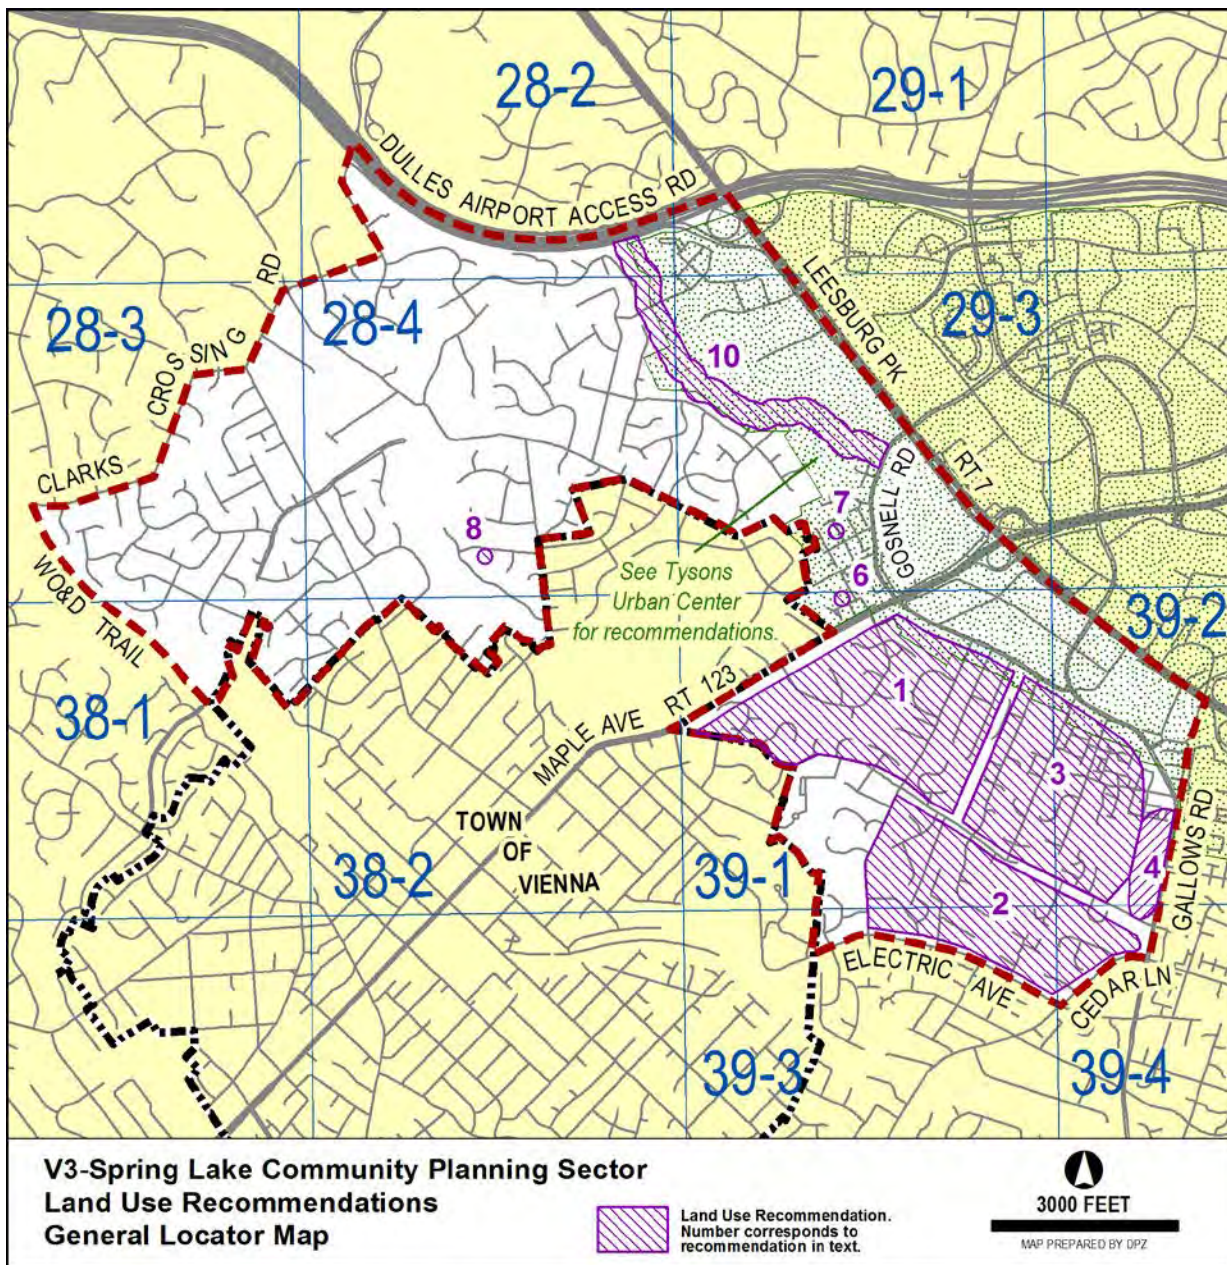 28-2
29-1
DULLES AIRPORT ACCESS RD
28-3
28-4
CLARKS CROSSING RD
LEESBURG PK
29-3
10
RT 7
GOSNELL RD
7
8
6
See Tysons
Urban Center
for recommendations.
WO&D TRAIL
39-2
38-1
RT 123
MAPLE AVE
1
3
TOWN
OF
VIENNA
38-2
39-1
4
GALLOWS RD
2
ELECTRIC AVE
CEDAR LN
39-3
39-4
V3-Spring Lake Community Planning Sector
Land Use Recommendations
General Locator Map
Land Use Recommendation.
Number corresponds to
recommendation in text.
3000 FEET
MAP PREPARED BY DPZ